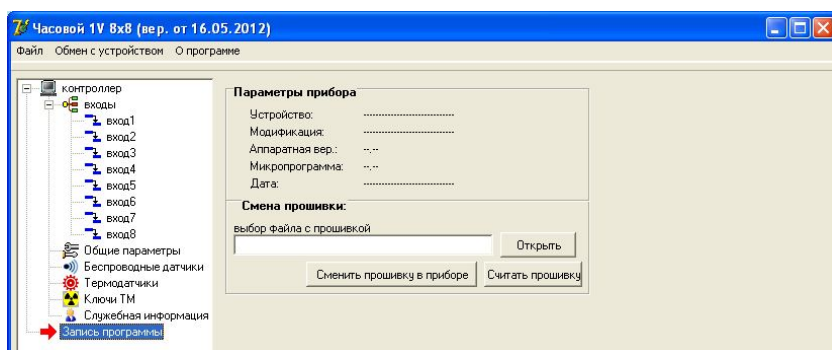 Часовой 1V 8x8 (вер. от 16.05.2012)
Файл Обмен с устройством О программе
контроллер
входы
вход1
вход2
вход3
вход4
вход5
вход6
вход7
вход8
Общие параметры
Беспроводные датчики
Термодатчики
Ключи ТМ
Служебная информация
Запись программы
Параметры прибора
Устройство: ----------------------------
Модификация: ----------------------------
Аппаратная вер.: --.--
Микропрограмма: --.--
Дата: ----------------------------
Смена прошивки:
выбор файла с прошивкой
Открыть
Сменить прошивку в приборе Считать прошивку